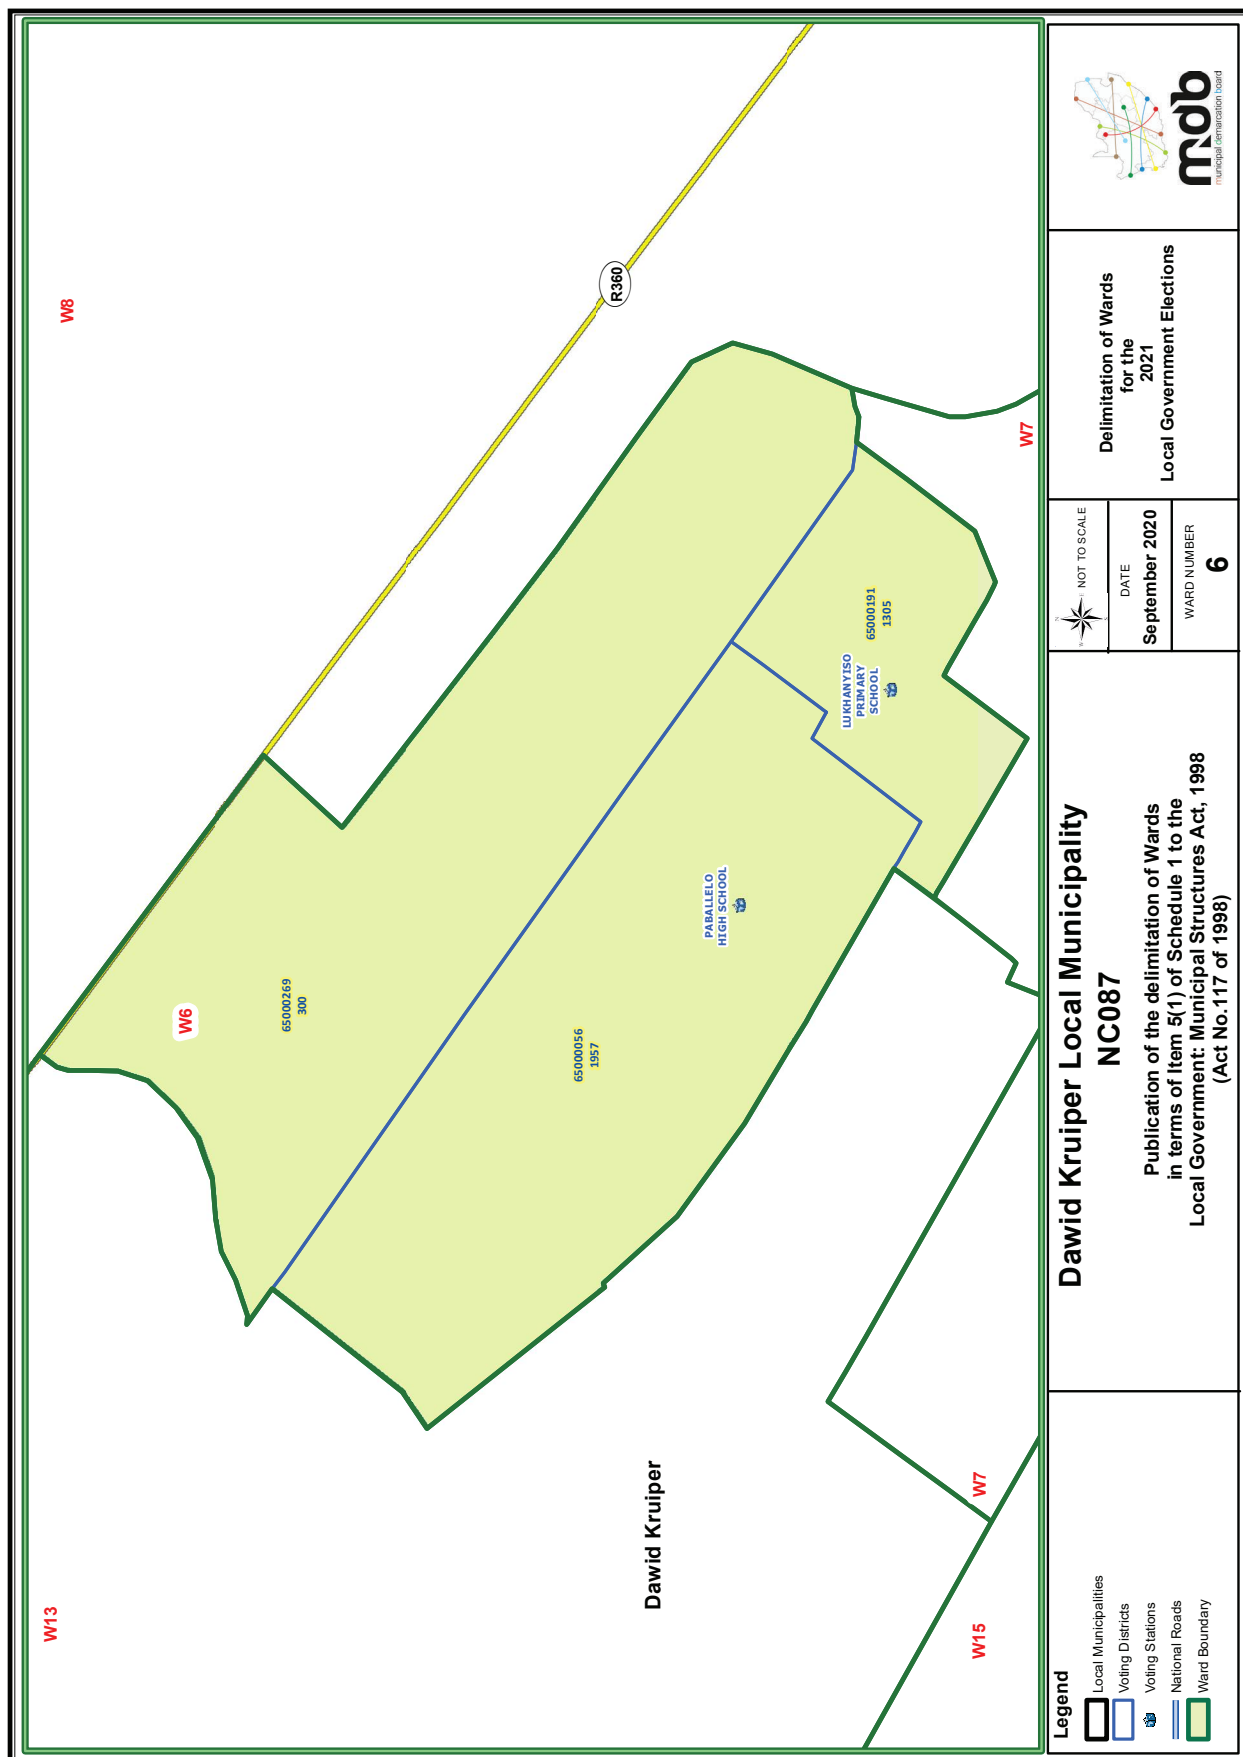 W13
W8
R360
W6
65000269
300
65000056
1957
PABALLELO
HIGH SCHOOL
LUKHANYISO
PRIMARY
SCHOOL
65000191
1305
Dawid Kruiper
W15
W7
W7
Legend
Local Municipalities
Voting Districts
Voting Stations
National Roads
Ward Boundary
Dawid Kruiper Local Municipality
NC087
Publication of the delimitation of Wards
in terms of Item 5(1) of Schedule 1 to the
Local Government: Municipal Structures Act, 1998
(Act No.117 of 1998)
N
W
E
S
NOT TO SCALE
DATE
September 2020
WARD NUMBER
6
Delimitation of Wards
for the
2021
Local Government Elections
mdb
municipal demarcation board